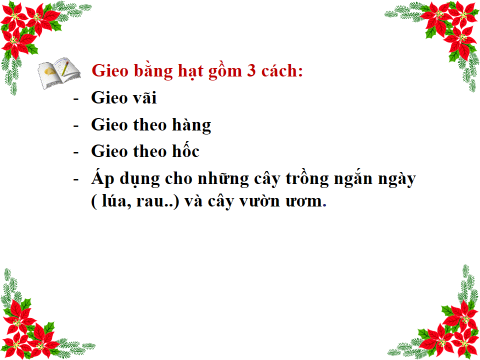 Gieo bằng hạt gồm 3 cách:
- Gieo vãi
- Gieo theo hàng
- Gieo theo hốc
- Áp dụng cho những cây trồng ngắn ngày
( lúa, rau..) và cây vườn ươm.